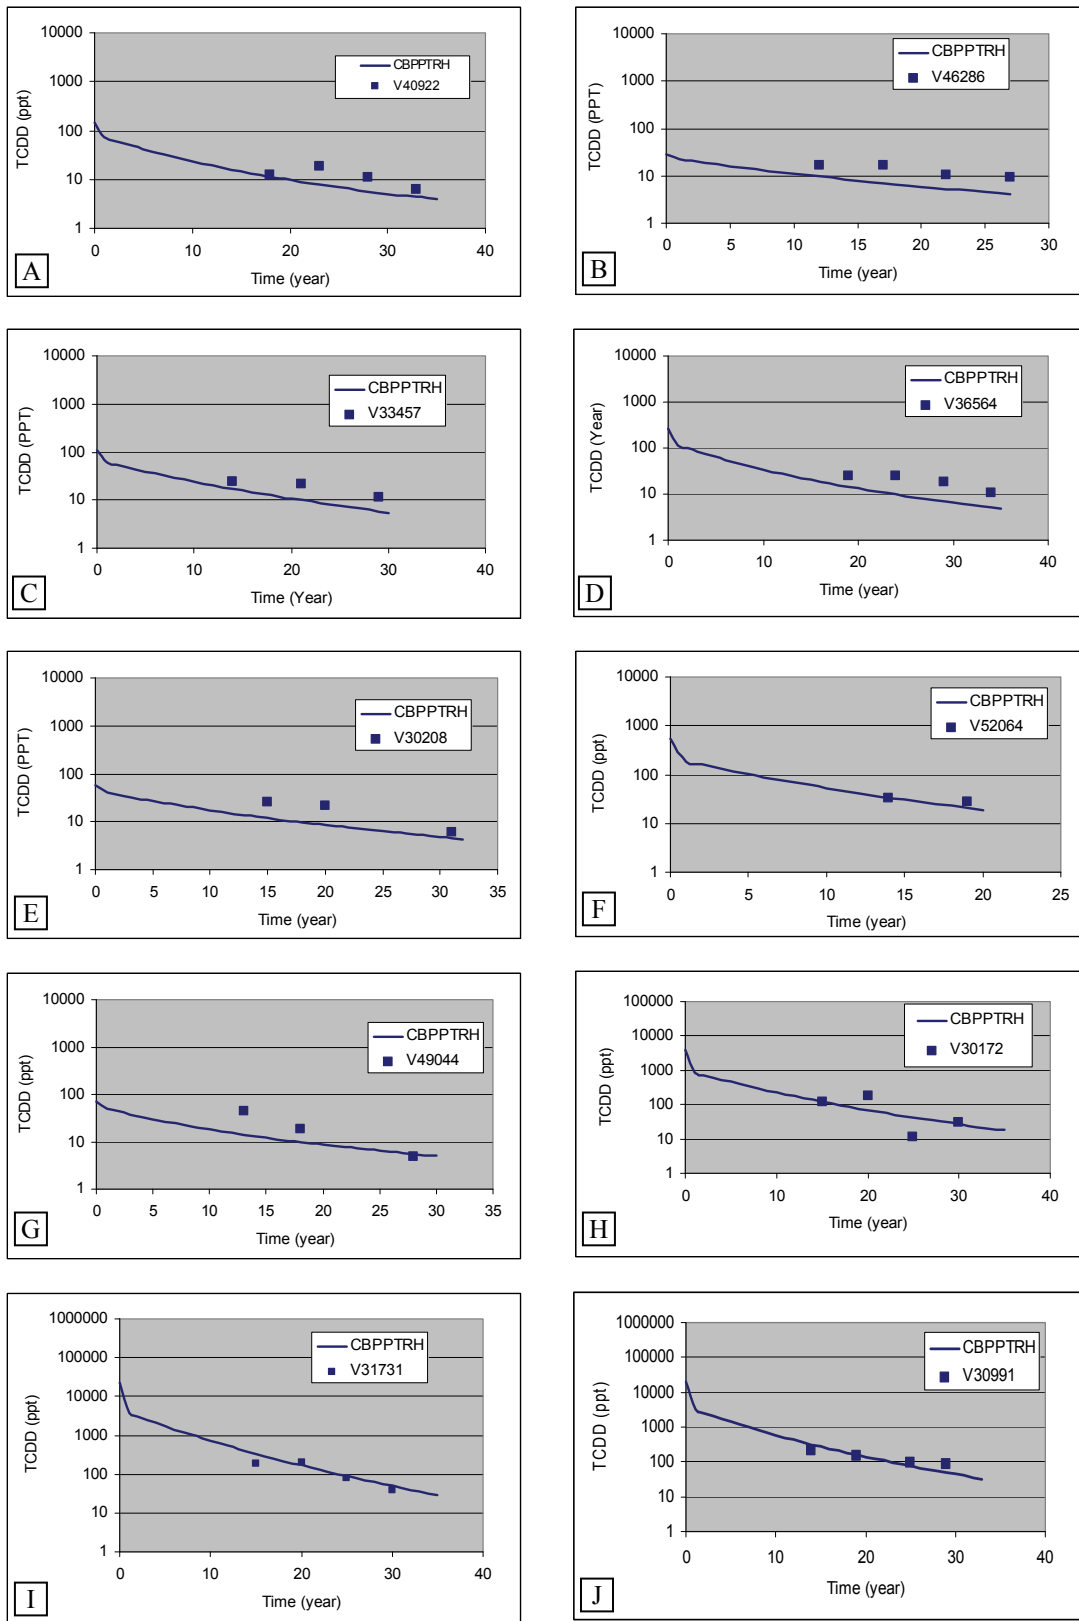 10000
1000
100
10
1
TCDD (ppt)
CBPPTRH
V40922
0 10 20 30 40
Time (year)
A
10000
1000
100
10
1
TCDD (PPT)
CBPPTRH
V46286
0 5 10 15 20 25 30
Time (year)
B
10000
1000
100
10
1
TCDD (PPT)
CBPPTRH
V33457
0 10 20 30 40
Time (Year)
C
10000
1000
100
10
1
TCDD (Year)
CBPPTRH
V36564
0 10 20 30 40
Time (year)
D
10000
1000
100
10
1
TCDD (PPT)
CBPPTRH
V30208
0 5 10 15 20 25 30 35
Time (year)
E
10000
1000
100
10
1
TCDD (ppt)
CBPPTRH
V52064
0 5 10 15 20 25
Time (year)
F
10000
1000
100
10
1
TCDD (ppt)
CBPPTRH
V49044
0 5 10 15 20 25 30 35
Time (year)
G
100000
10000
1000
100
10
1
TCDD (ppt)
CBPPTRH
V30172
0 10 20 30 40
Time (year)
H
1000000
100000
10000
1000
100
10
1
TCDD (ppt)
CBPPTRH
V31731
0 10 20 30 40
Time (year)
I
1000000
100000
10000
1000
100
10
1
TCDD (ppt)
CBPPTRH
V30991
0 10 20 30 40
Time (year)
J